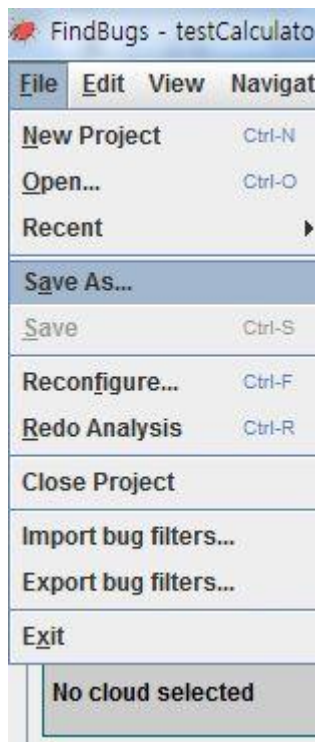 FindBugs - testCalculato
File Edit View Navigat
New Project Ctrl-N
Open... Ctrl-O
Recent
Save As...
Save Ctrl-S
Reconfigure... Ctrl-F
Redo Analysis Ctrl-R
Close Project
Import bug filters...
Export bug filters...
Exit
No cloud selected